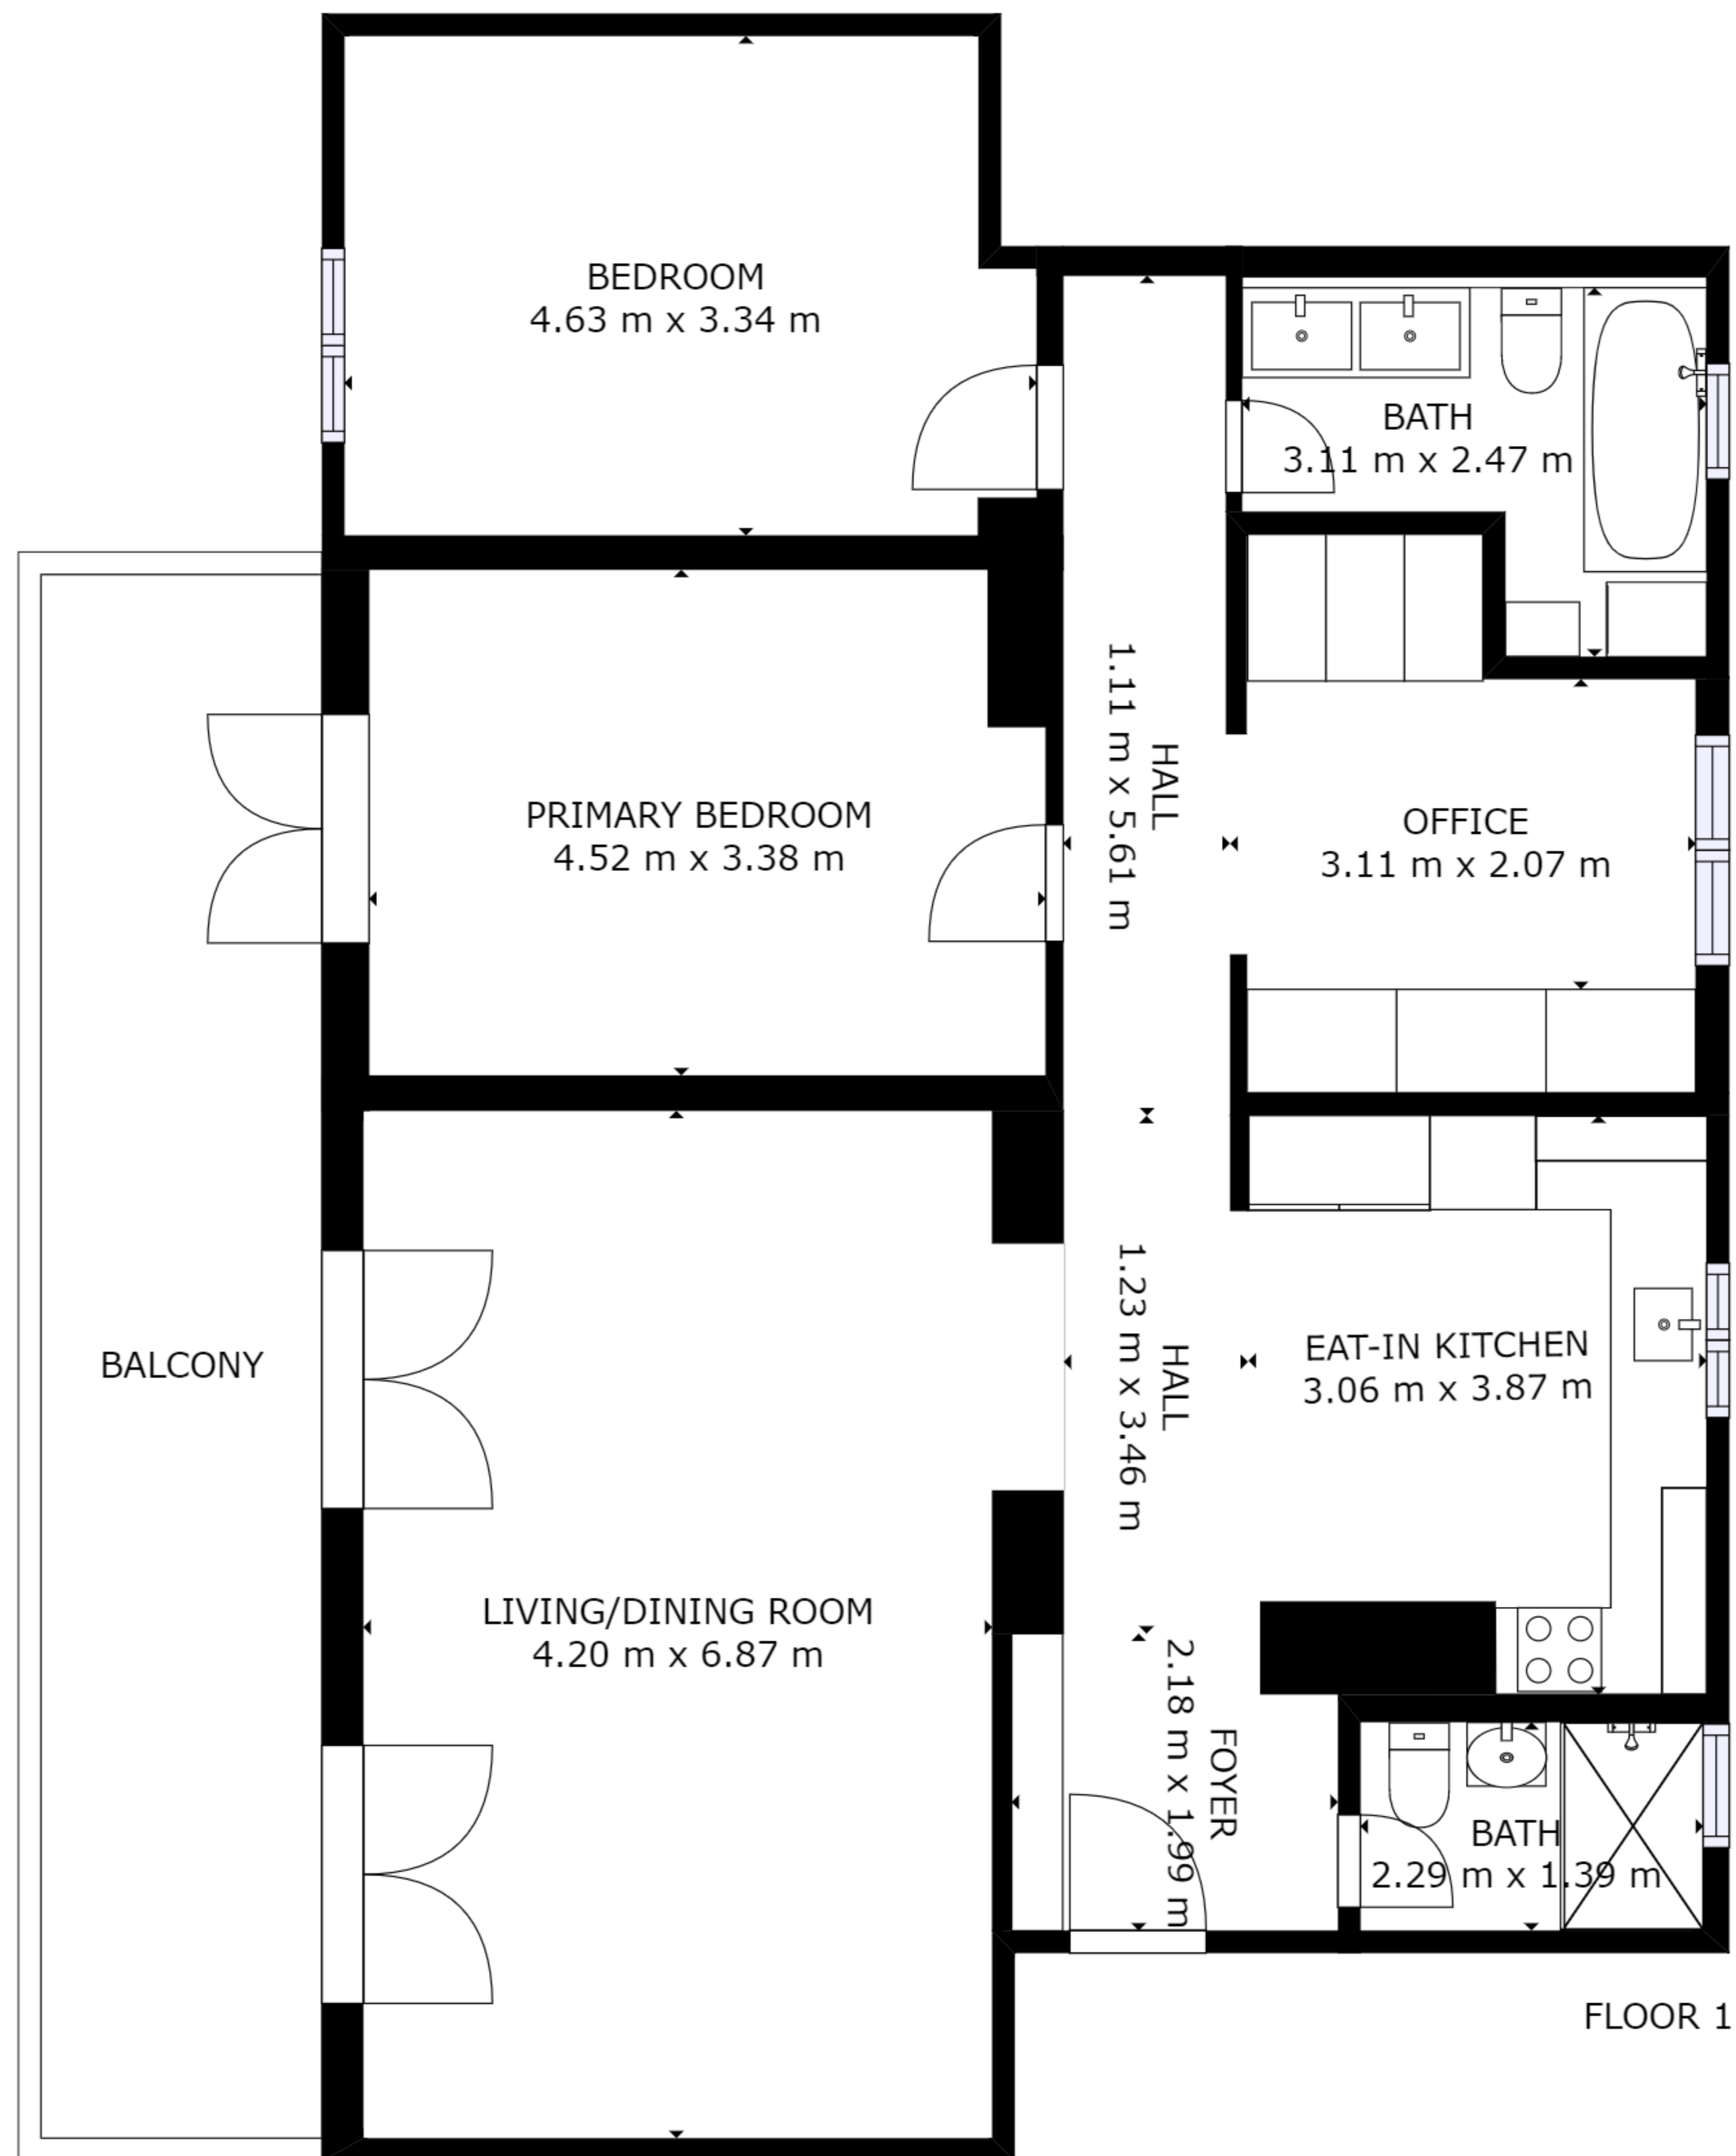 BEDROOM
4.63 m x 3.34 m
BATH
3.11 m x 2.47 m
HALL
1.11 m x 5.61 m
PRIMARY BEDROOM
4.52 m x 3.38 m
OFFICE
3.11 m x 2.07 m
BALCONY
HALL
1.23 m x 3.46 m
EAT-IN KITCHEN
3.06 m x 3.87 m
LIVING/DINING ROOM
4.20 m x 6.87 m
FOYER
2.18 m x 1.99 m
BATH
2.29 m x 1.39 m
FLOOR 1